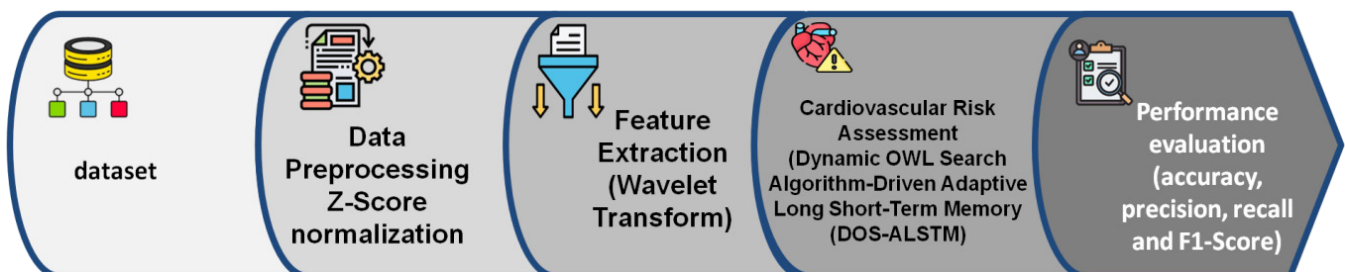 dataset
Data
Preprocessing
Z-Score
normalization
Feature
Extraction
(Wavelet
Transform)
Cardiovascular Risk
Assessment
(Dynamic OWL Search
Algorithm-Driven Adaptive
Long Short-Term Memory
(DOS-ALSTM)
Performance
evaluation
(accuracy,
precision, recall
and F1-Score)